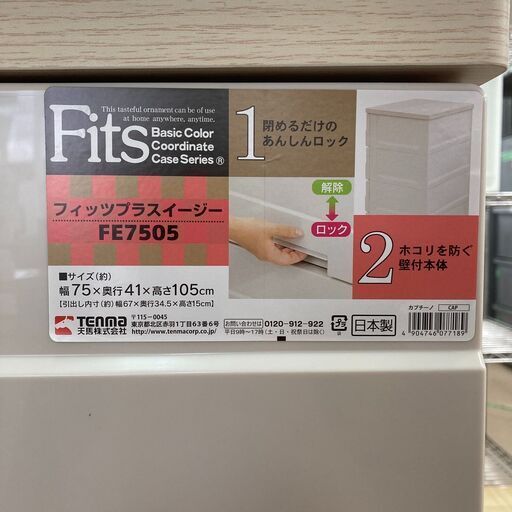 This tasteful ornament can be of use
at home anywhere, anytime.
Fits
Basic Color
Coordinate
Case Series ®
フィッツプラスイージー
FE7505
■サイズ(約)
幅75×奥行41×高さ105cm
【引出し内寸(約)幅67×奥行34.5×高さ15cm】
TENMA
天馬株式会社
〒115-0045
東京都北区赤羽1丁目63番6号
http://www.tenmacorp.co.jp
お問い合わせ 0120-912-922
平日9時〜17時(土・日・祝祭日は除く)
プラ
日本製
1
閉めるだけの
あんしんロック
解除
ロック
2
ホコリを防ぐ
壁付本体
カプチーノ CAP
4 904746 077189